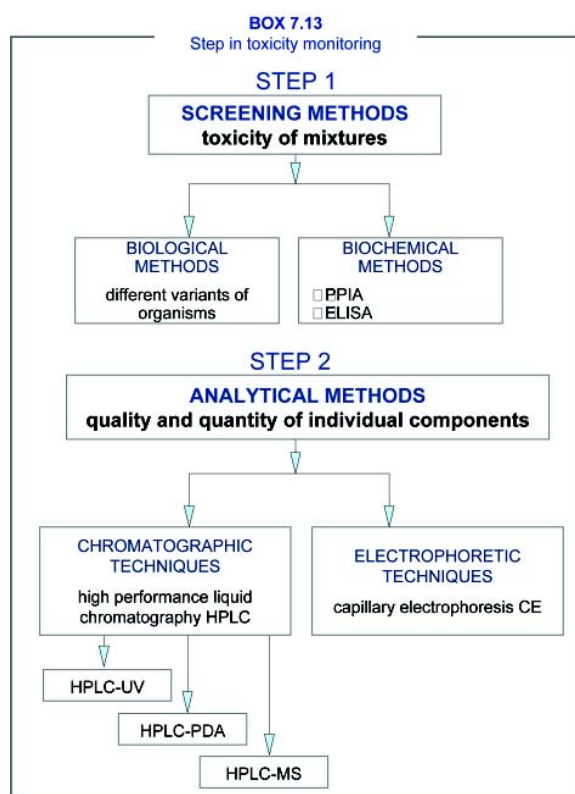 BOX 7.13
Step in toxicity monitoring
STEP 1
SCREENING METHODS
toxicity of mixtures
BIOLOGICAL
METHODS
different variants of
organisms
BIOCHEMICAL
METHODS
□ PPIA
□ ELISA
STEP 2
ANALYTICAL METHODS
quality and quantity of individual components
CHROMATOGRAPHIC
TECHNIQUES
high performance liquid
chromatography HPLC
ELECTROPHORETIC
TECHNIQUES
capillary electrophoresis CE
HPLC-UV
HPLC-PDA
HPLC-MS